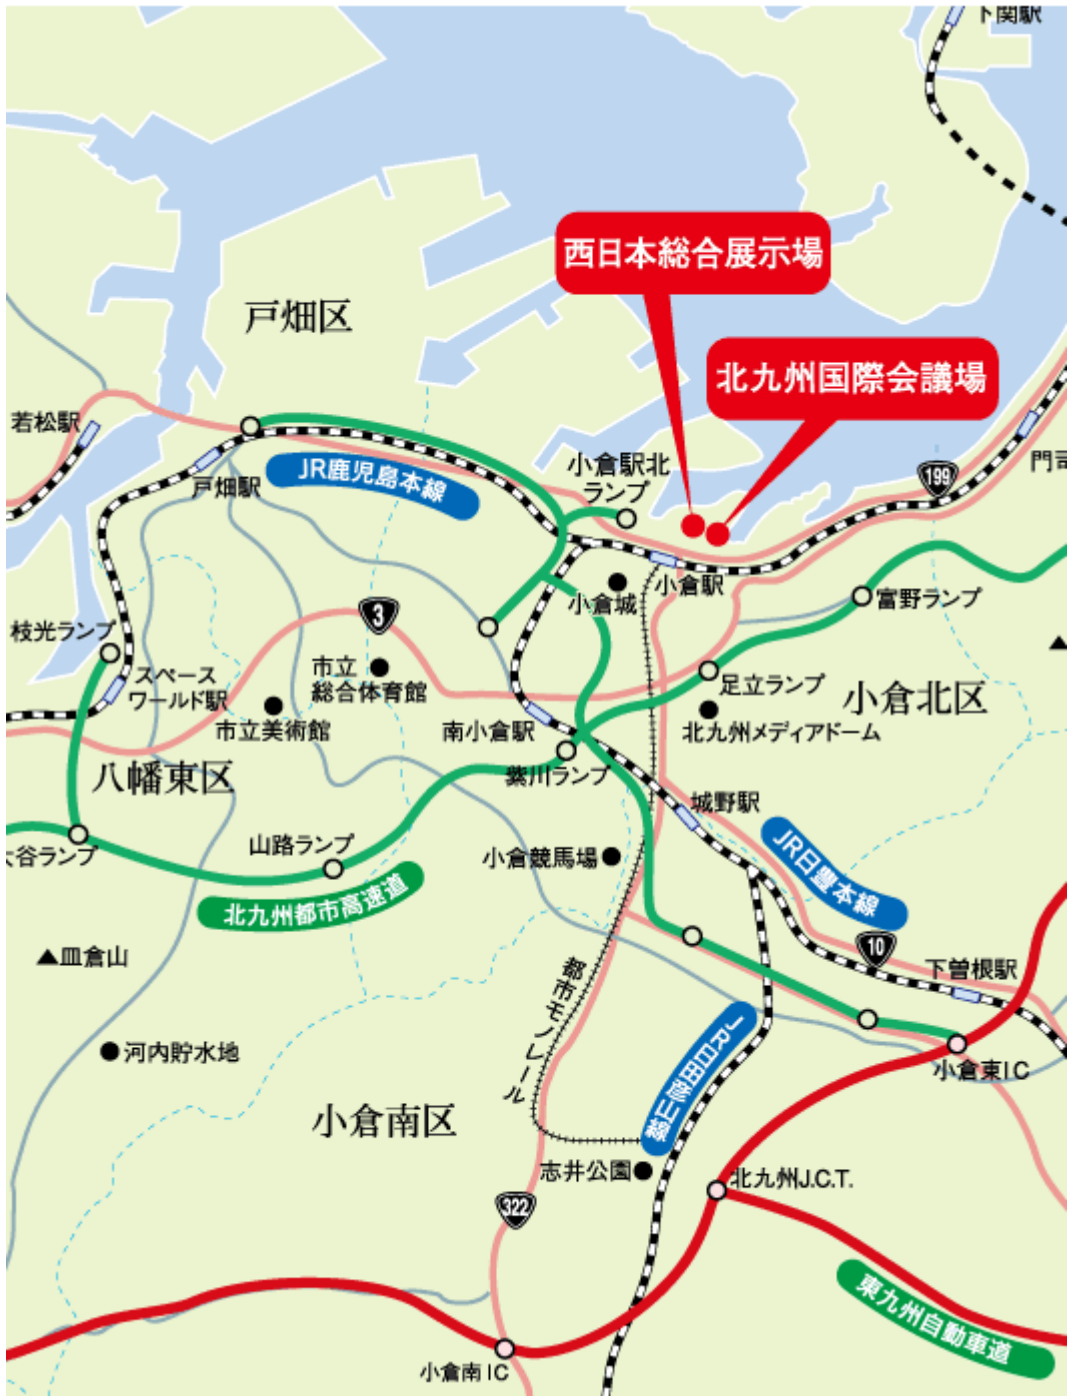 下関駅
西日本総合展示場
戸畑区
北九州国際会議場
若松駅
小倉駅北
ランプ
門司
戸畑駅
JR鹿児島本線
199
小倉駅
小倉城
富野ランプ
3
枝光ランプ
スペース
ワールド駅
市立
総合体育館
市立美術館
足立ランプ
小倉北区
南小倉駅
北九州メディアドーム
紫川ランプ
八幡東区
城野駅
大谷ランプ
山路ランプ
小倉競馬場
JR日豊本線
北九州都市高速道
10
皿倉山
下曽根駅
都市モノレール
河内貯水地
JR日田彦山線
小倉東IC
小倉南区
志井公園
北九州J.C.T.
322
東九州自動車道
小倉南IC